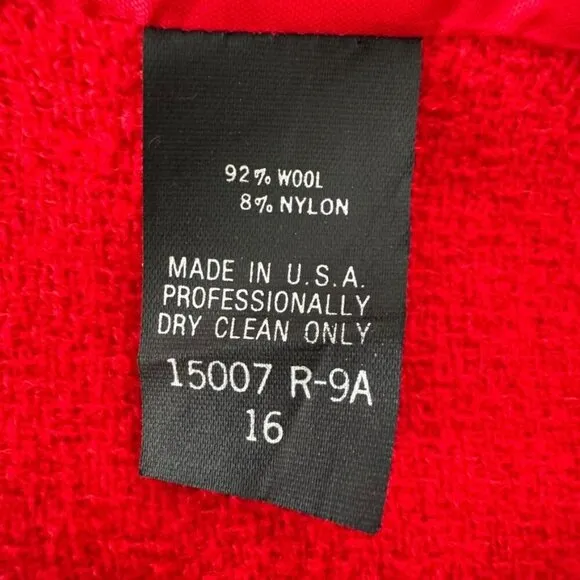 92% WOOL
8% NYLON
MADE IN U.S.A.
PROFESSIONALLY
DRY CLEAN ONLY
15007 R-9A
16